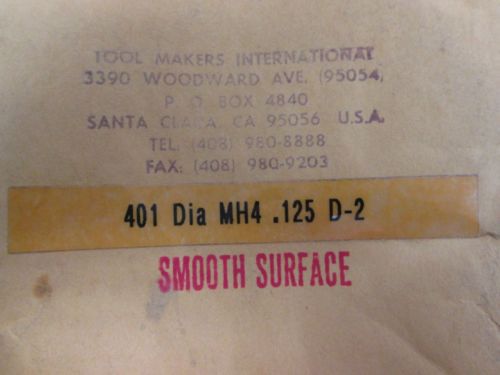 TOOL MAKERS INTERNATIONAL
3390 WOODWARD AVE. (95054)
P.O. BOX 4840
SANTA CLARA, CA 95056 U.S.A.
TEL. (408) 980-8888
FAX: (408) 980-9203
401 Dia MH4 .125 D-2
SMOOTH SURFACE